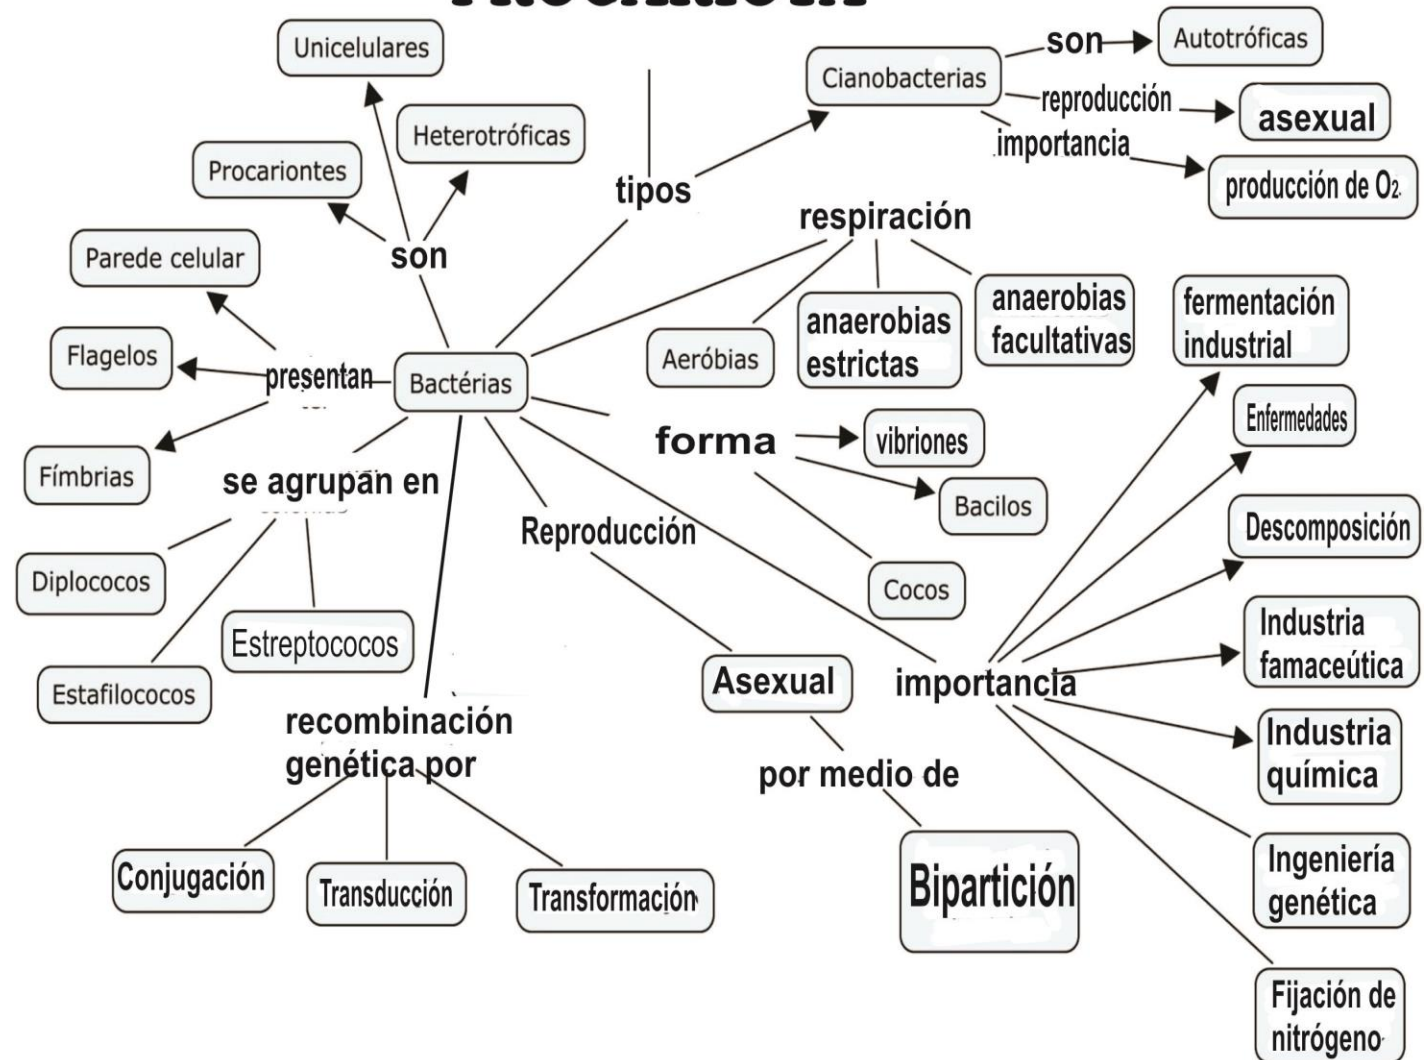 Unicelulares
Heterotróficas
Procariontes
son
Parede celular
Flagelos
presentan
Fímbrias
Bactérias
tipos
Cianobacterias
son
Autotróficas
reproducción
asexual
importancia
producción de O2
respiración
Aeróbias
anaerobias
estrictas
anaerobias
facultativas
forma
vibriones
Bacilos
Cocos
se agrupan en
Diplococos
Estreptococos
Estafilococos
recombinación
genética por
Conjugación
Transducción
Transformación
Reproducción
Asexual
por medio de
Bipartición
importancia
fermentación
industrial
Enfermedades
Descomposición
Industria
famaceútica
Industria
química
Ingeniería
genética
Fijación de
nitrógeno